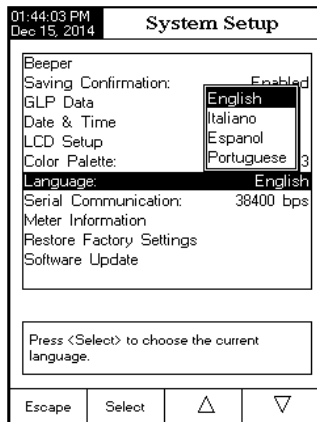 01:44:03 PM
Dec 15, 2014
System Setup
Beeper
Saving Confirmation: Enabled
GLP Data
Date & Time
LCD Setup
Color Palette: 3
Language: English
Serial Communication: 38400 bps
Meter Information
Restore Factory Settings
Software Update
English
Italiano
Espanol
Portuguese
Press <Select> to choose the current
language.
Escape Select